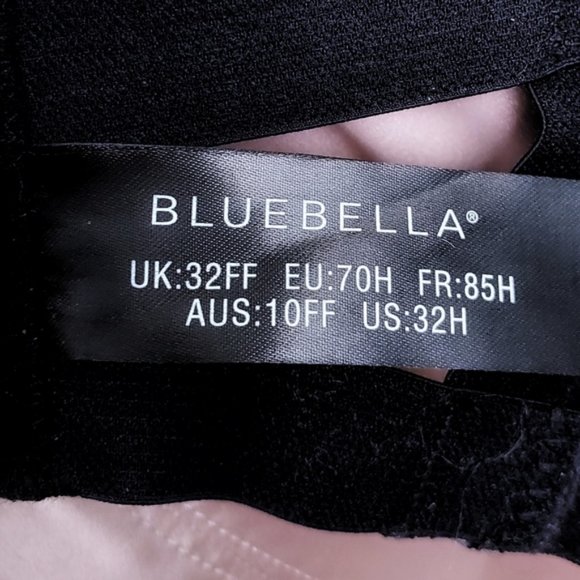 BLUEBELLA®
UK:32FF EU:70H FR:85H
AUS:10FF US:32H